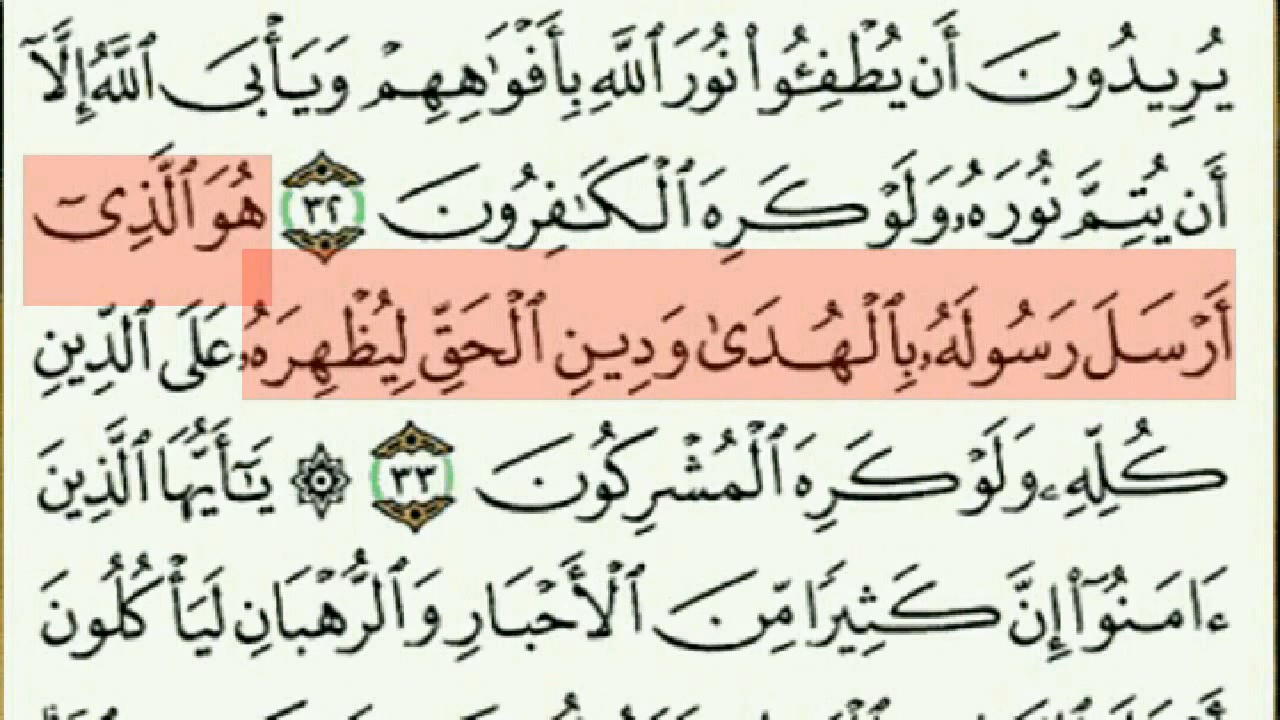 يُرِيدُونَ أَن يُطْفِـُٔوا۟ نُورَ ٱللَّهِ بِأَفْوَٰهِهِمْ وَيَأْبَى ٱللَّهُ إِلَّآ
أَن يُتِمَّ نُورَهُۥ وَلَوْ كَرِهَ ٱلْكَـٰفِرُونَ ٣٢ هُوَ ٱلَّذِىٓ
أَرْسَلَ رَسُولَهُۥ بِٱلْهُدَىٰ وَدِينِ ٱلْحَقِّ لِيُظْهِرَهُۥ عَلَى ٱلدِّينِ
كُلِّهِۦ وَلَوْ كَرِهَ ٱلْمُشْرِكُونَ ٣٣ ۞ يَـٰٓأَيُّهَا ٱلَّذِينَ
ءَامَنُوٓا۟ إِنَّ كَثِيرًا مِّنَ ٱلْأَحْبَارِ وَٱلرُّهْبَانِ لَيَأْكُلُونَ